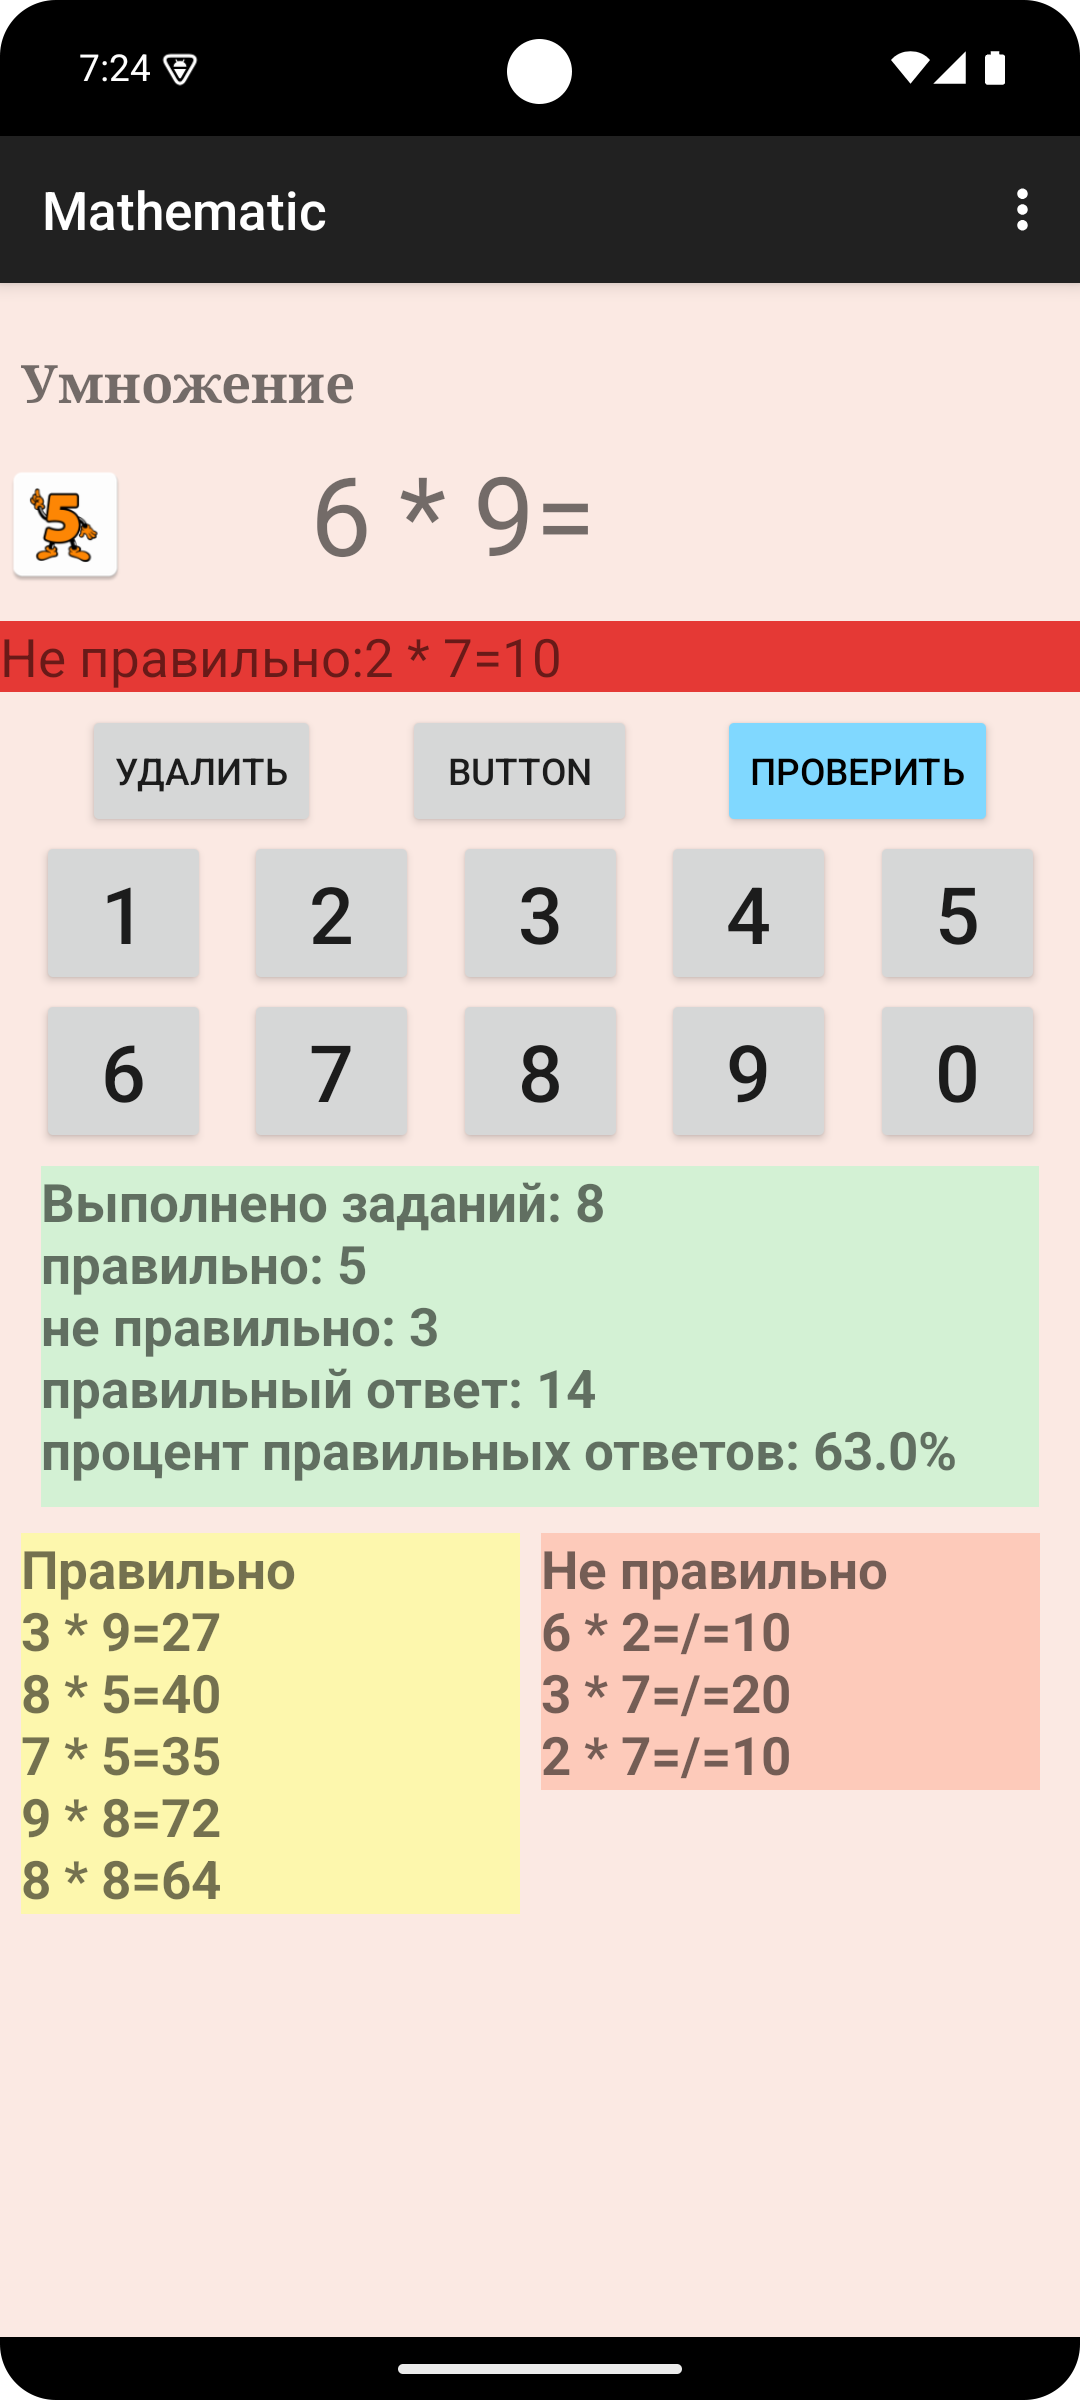 7:24
Mathematic
Умножение
5
6 * 9=
Не правильно:2 * 7=10
УДАЛИТЬ BUTTON ПРОВЕРИТЬ
1 2 3 4 5
6 7 8 9 0
Выполнено заданий: 8
правильно: 5
не правильно: 3
правильный ответ: 14
процент правильных ответов: 63.0%
Правильно
3 * 9=27
8 * 5=40
7 * 5=35
9 * 8=72
8 * 8=64
Не правильно
6 * 2=/=10
3 * 7=/=20
2 * 7=/=10